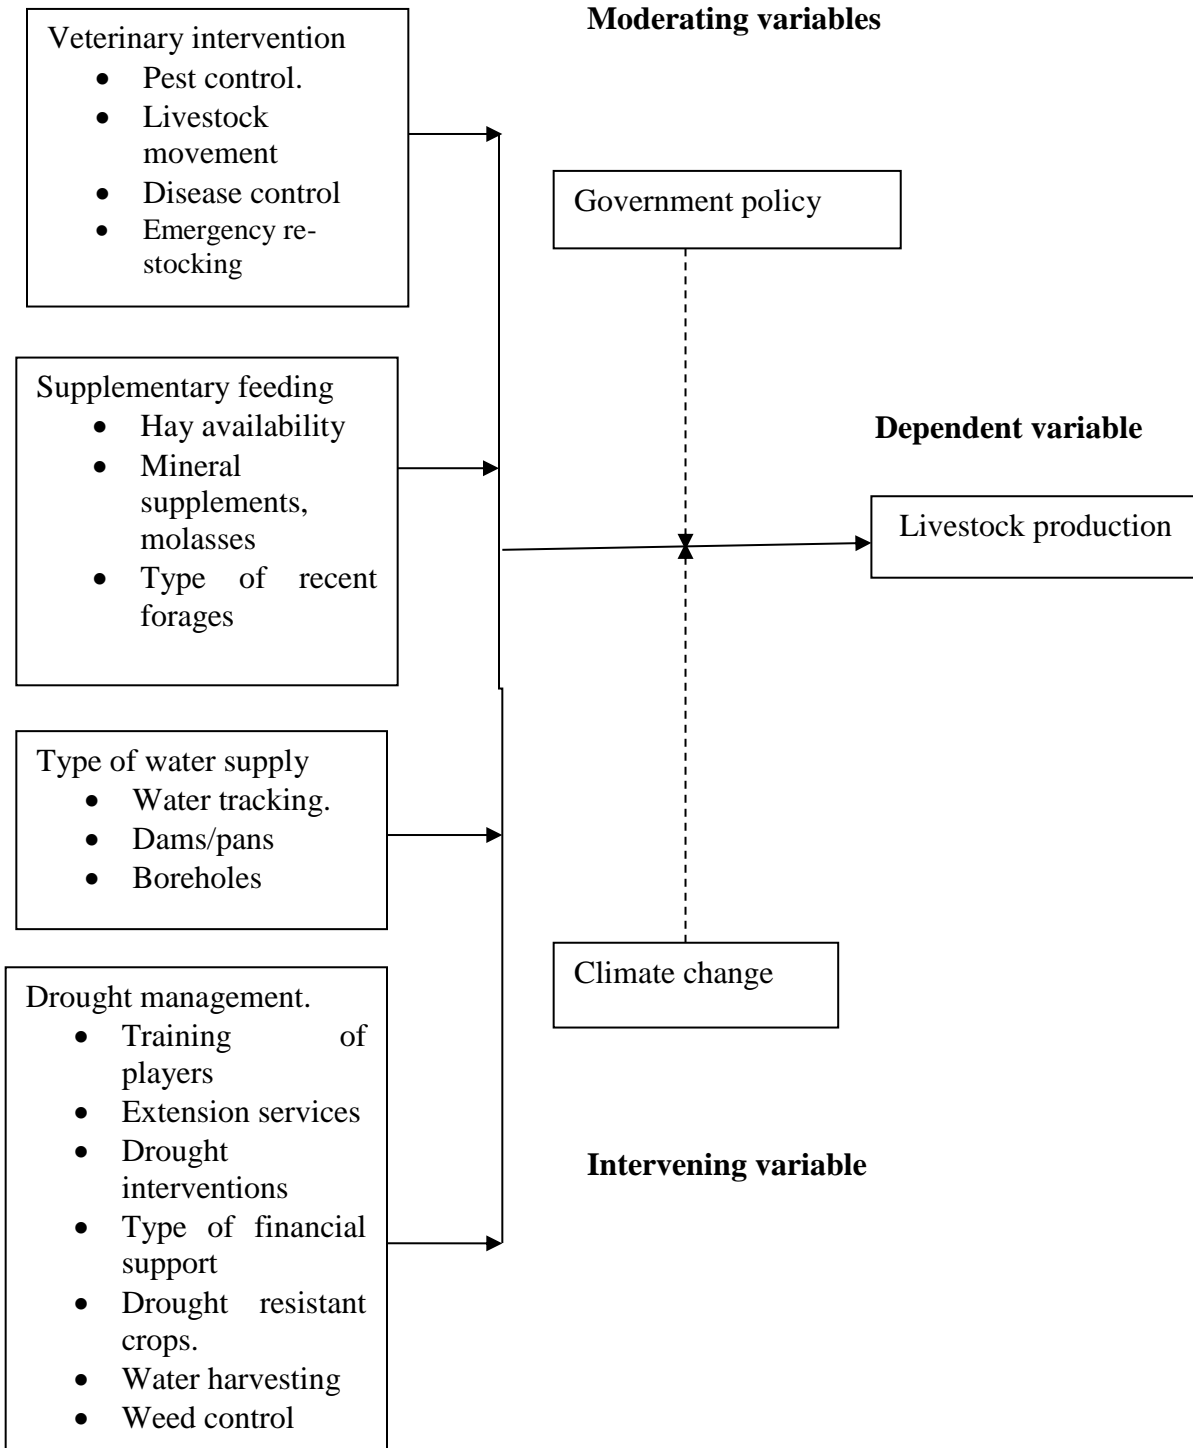 Moderating variables
Veterinary intervention
• Pest control.
• Livestock
movement
• Disease control
• Emergency re-
stocking
Government policy
Supplementary feeding
• Hay availability
• Mineral
supplements,
molasses
• Type of recent
forages
Dependent variable
Livestock production
Type of water supply
• Water tracking.
• Dams/pans
• Boreholes
Climate change
Drought management.
• Training of
players
• Extension services
• Drought
interventions
• Type of financial
support
• Drought resistant
crops.
• Water harvesting
• Weed control
Intervening variable